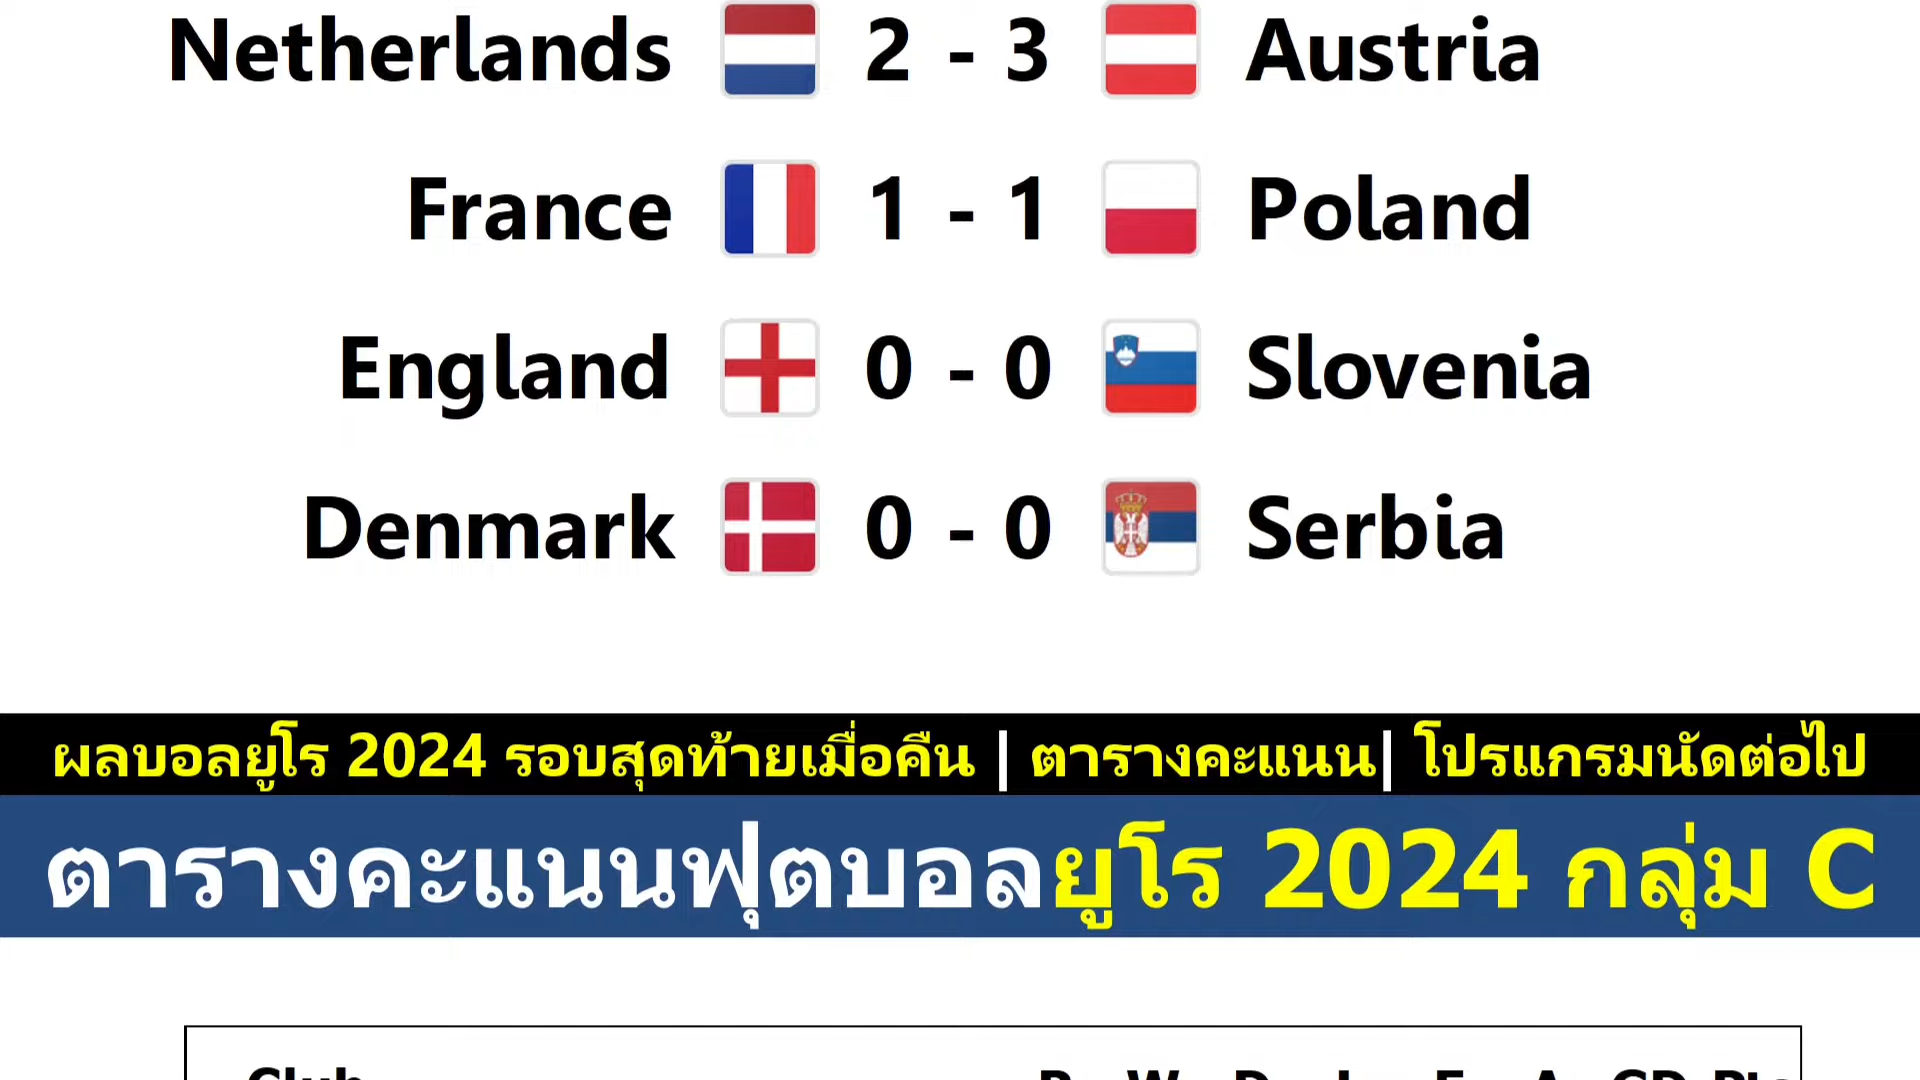 Netherlands 2 - 3 Austria
France 1 - 1 Poland
England 0 - 0 Slovenia
Denmark 0 - 0 Serbia
ผลบอลยูโร 2024 รอบสุดท้ายเมื่อคืน | ตารางคะแนน| โปรแกรมนัดต่อไป
ตารางคะแนนฟุตบอลยูโร 2024 กลุ่ม C
Club P W D L F A GD Pts